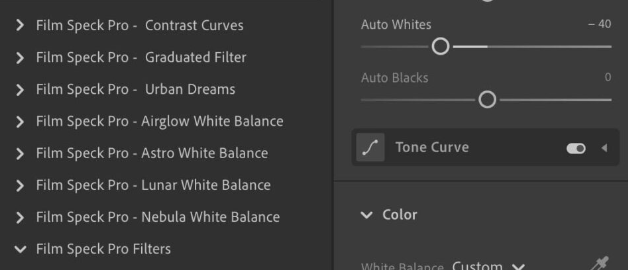 Film Speck Pro -  Contrast Curves
Film Speck Pro -  Graduated Filter
Film Speck Pro -  Urban Dreams
Film Speck Pro - Airglow White Balance
Film Speck Pro - Astro White Balance
Film Speck Pro - Lunar White Balance
Film Speck Pro - Nebula White Balance
Film Speck Pro Filters
Auto Whites – 40
Auto Blacks 0
Tone Curve
Color
White Balance Custom